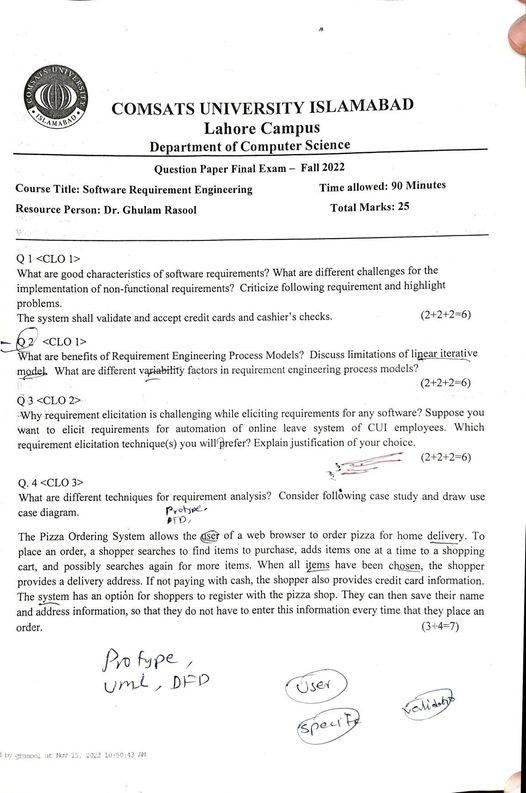 COMSATS UNIVERSITY
ISLAMABAD
COMSATS UNIVERSITY ISLAMABAD
Lahore Campus
Department of Computer Science
Question Paper Final Exam – Fall 2022
Course Title: Software Requirement Engineering Time allowed: 90 Minutes
Resource Person: Dr. Ghulam Rasool Total Marks: 25
Q 1 <CLO 1>
What are good characteristics of software requirements? What are different challenges for the
implementation of non-functional requirements? Criticize following requirement and highlight
problems.
The system shall validate and accept credit cards and cashier's checks. (2+2+2=6)
Q 2 <CLO 1>
What are benefits of Requirement Engineering Process Models? Discuss limitations of linear iterative
model. What are different variability factors in requirement engineering process models?
(2+2+2=6)
Q 3 <CLO 2>
Why requirement elicitation is challenging while eliciting requirements for any software? Suppose you
want to elicit requirements for automation of online leave system of CUI employees. Which
requirement elicitation technique(s) you will prefer? Explain justification of your choice.
(2+2+2=6)
Q. 4 <CLO 3>
What are different techniques for requirement analysis? Consider following case study and draw use
case diagram.
Protype,
DFD,
The Pizza Ordering System allows the user of a web browser to order pizza for home delivery. To
place an order, a shopper searches to find items to purchase, adds items one at a time to a shopping
cart, and possibly searches again for more items. When all items have been chosen, the shopper
provides a delivery address. If not paying with cash, the shopper also provides credit card information.
The system has an option for shoppers to register with the pizza shop. They can then save their name
and address information, so that they do not have to enter this information every time that they place an
order. (3+4=7)
Protype,
uml, DFD
User
specify
d by grasool at Nov 15, 2022 10:50:43 AM